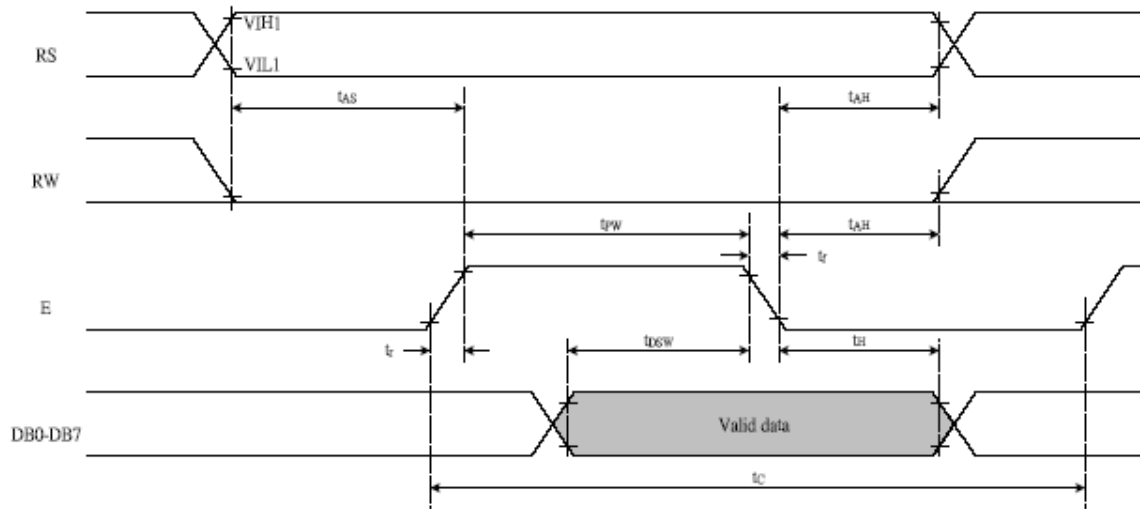 VIH1
RS
VIL1
tAS tAH
RW
tPW tAH
tf
E
tr tDSW tH
DB0-DB7 Valid data
tC